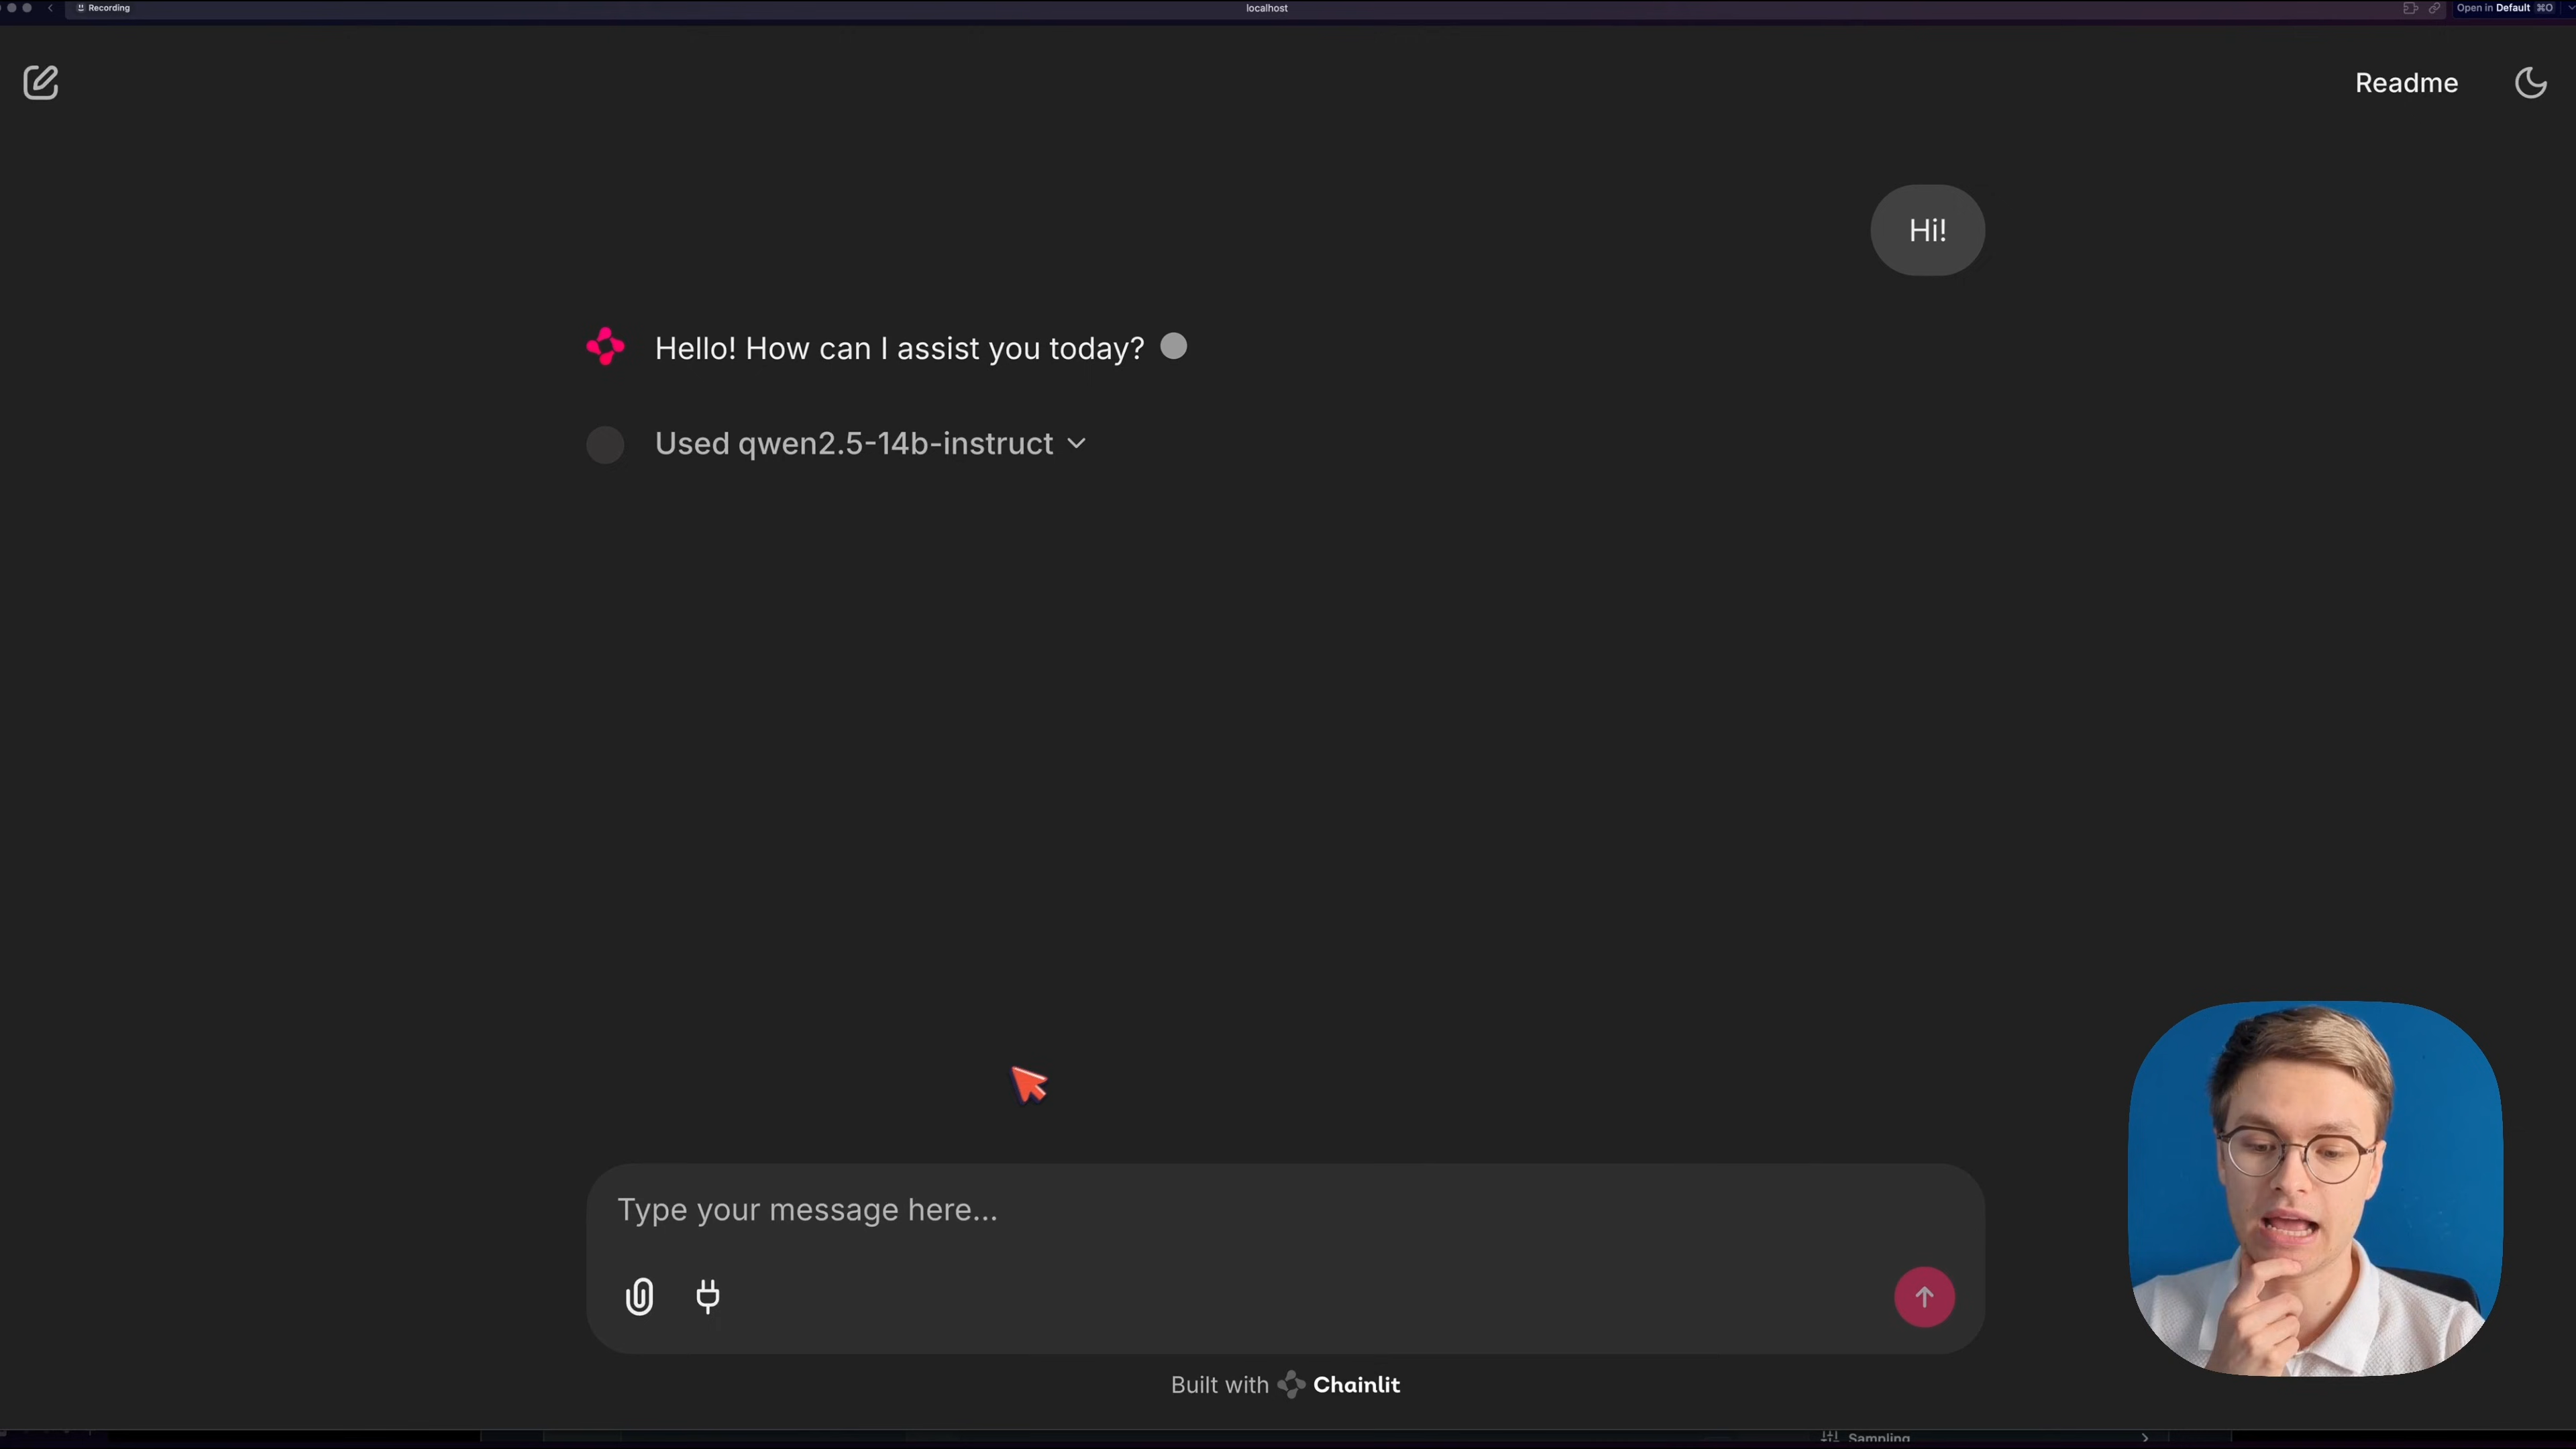 Recording
localhost
Open in Default ⌘O
Readme
Hi!
Hello! How can I assist you today?
Used qwen2.5-14b-instruct
Type your message here...
Built with Chainlit
Sampling